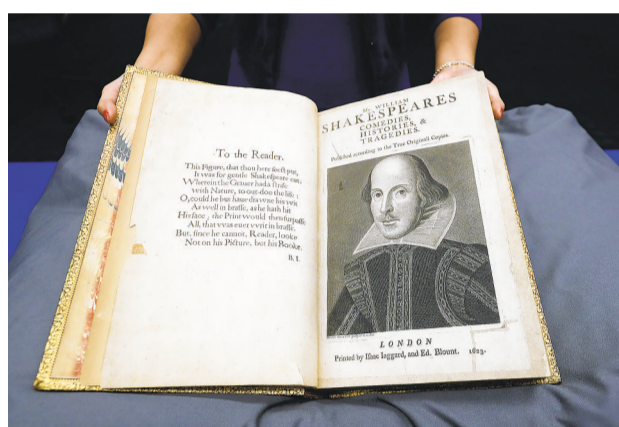 To the Reader.
This Figure, that thou here seest put,
It was for gentle Shakespeare cut;
Wherein the Grauer had a strife
with Nature, to out-doo the life:
O, could he but haue drawne his wit
As well in brasse, as he hath hit
His face; the Print would then surpasse
All, that vvas euer vvrit in brasse.
But, since he cannot, Reader, looke
Not on his Picture, but his Booke.
B. I.
Mr. WILLIAM
SHAKESPEARES
COMEDIES,
HISTORIES, &
TRAGEDIES.
Published according to the True Originall Copies.
LONDON
Printed by Isaac Iaggard, and Ed. Blount. 1623.